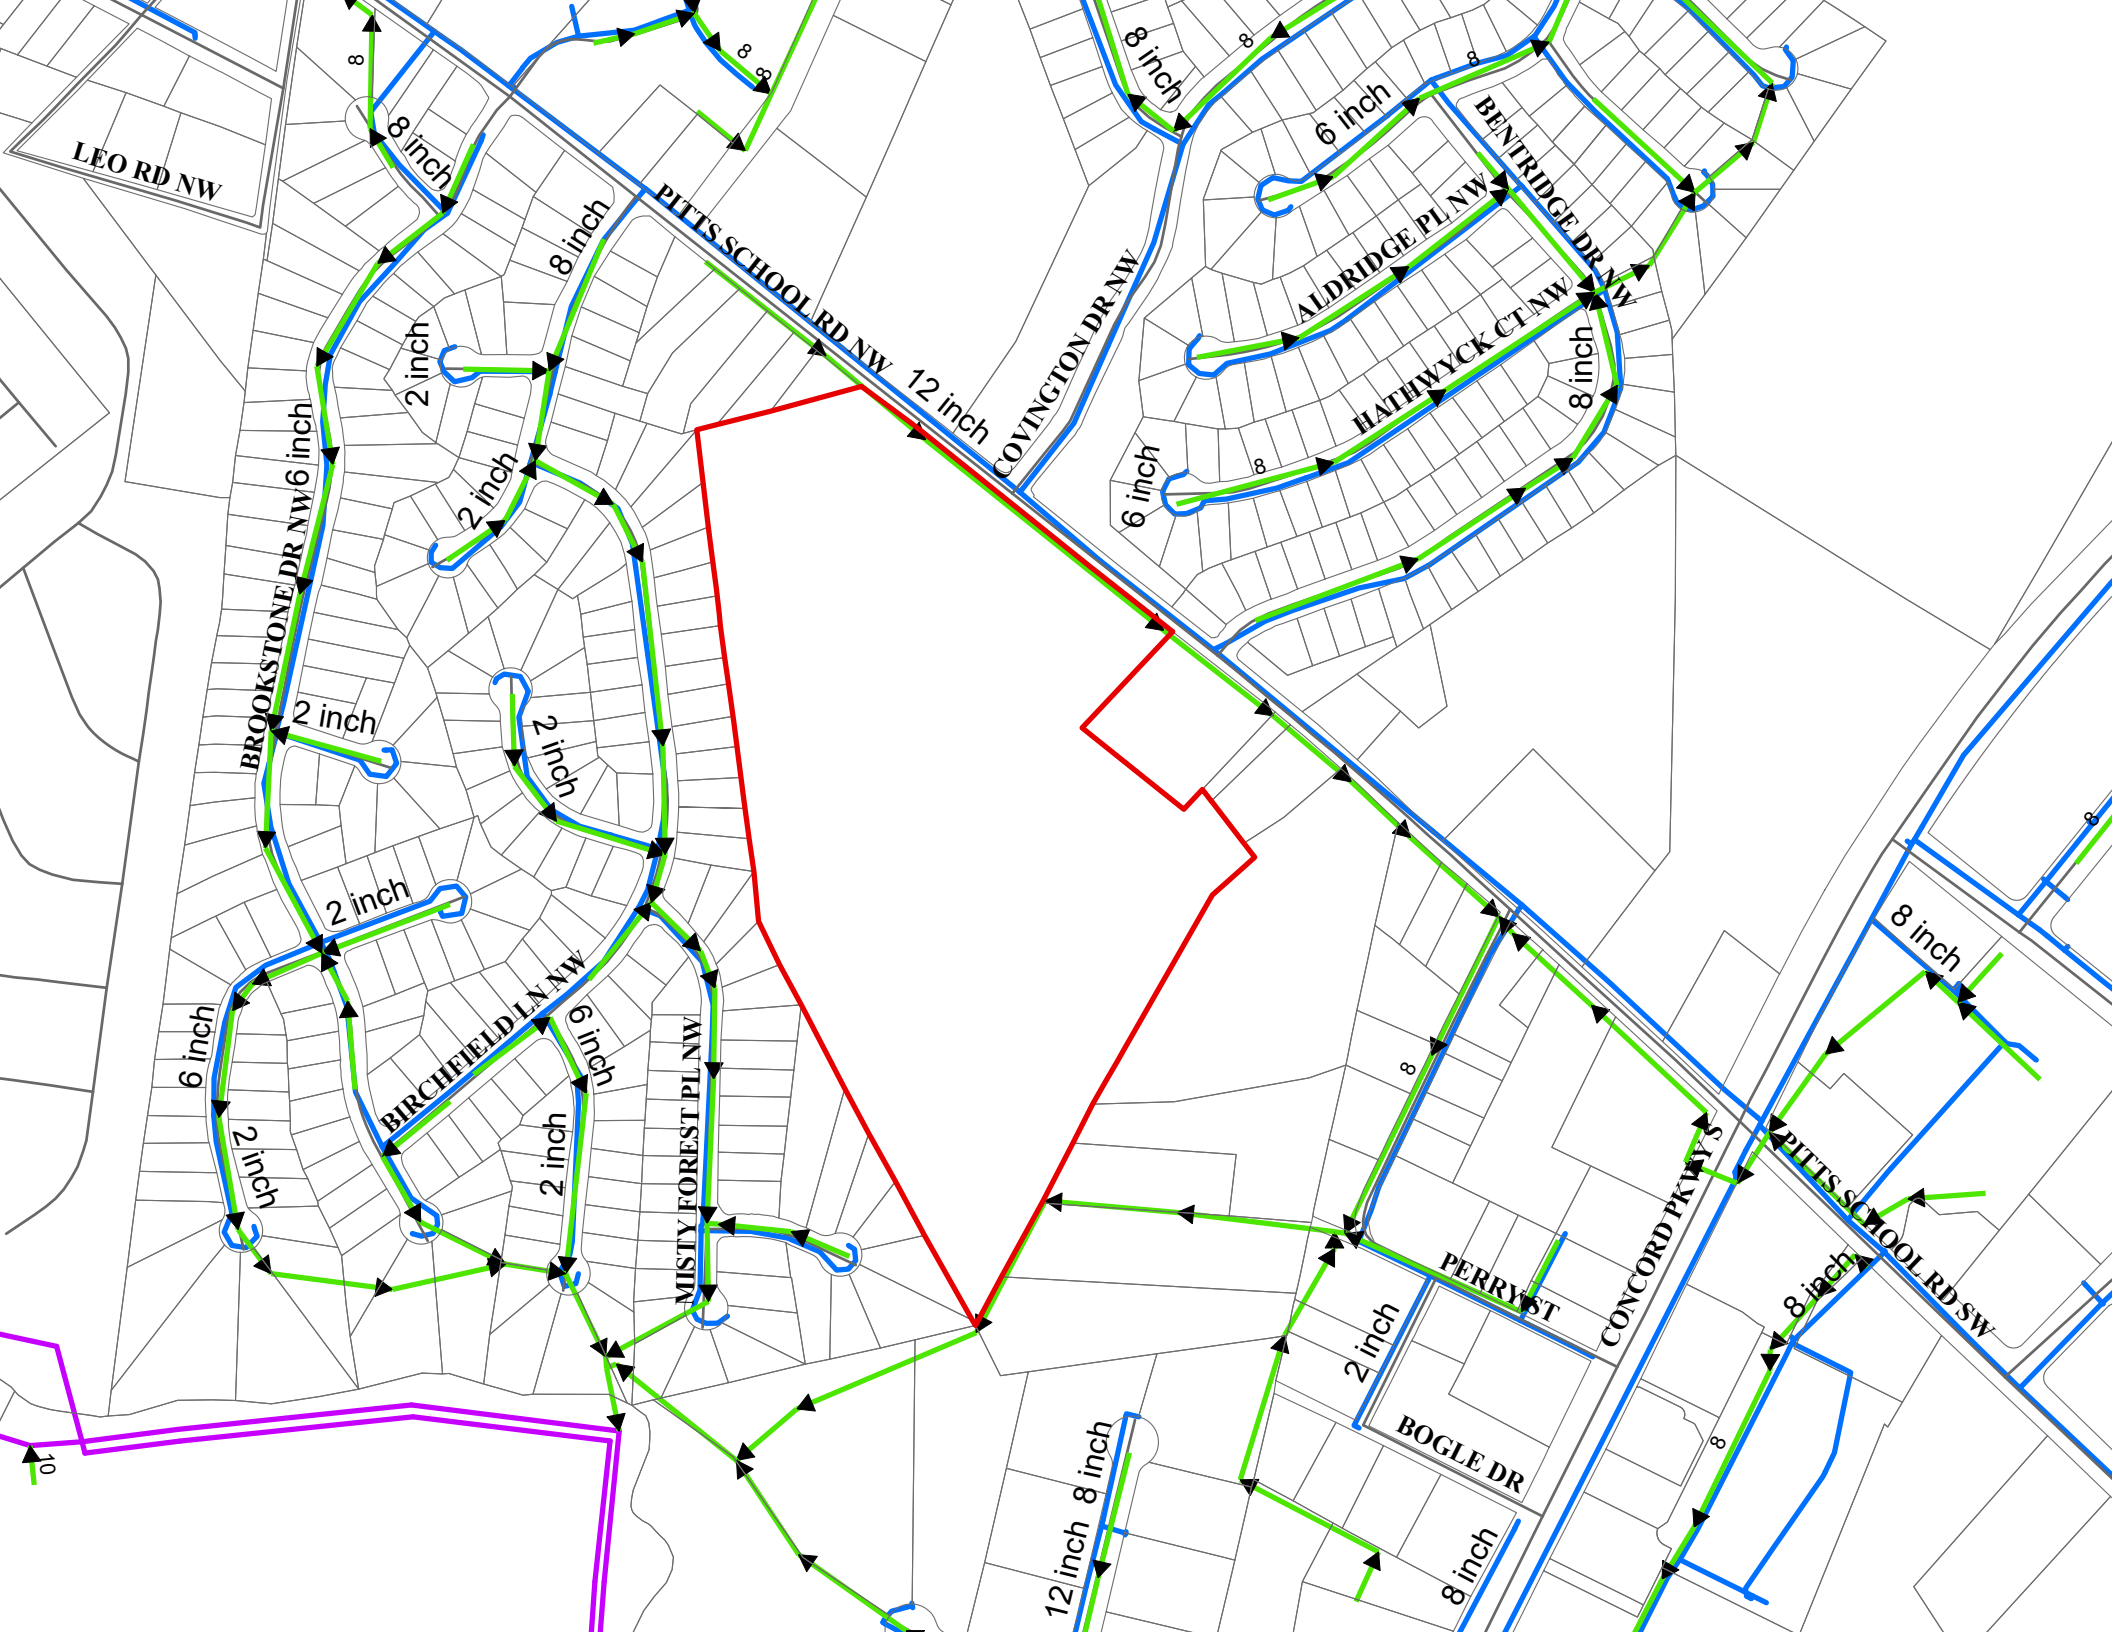 8
8
8
8 inch
8
8
LEO RD NW
8 inch
6 inch
BENTRIDGE DR NW
8 inch
PITTS SCHOOL RD NW
ALDRIDGE PL NW
2 inch
COVINGTON DR NW
HATHWYCK CT NW
8 inch
12 inch
6 inch
2 inch
8
6 inch
BROOKSTONE DR NW
2 inch
2 inch
8
2 inch
8 inch
BIRCHFIELD LN NW
6 inch
6 inch
MISTY FOREST PL NW
8
2 inch
2 inch
CONCORD PKWY S
PITTS SCHOOL RD SW
PERRY ST
8 inch
2 inch
BOGLE DR
8
10
8 inch
12 inch
8 inch